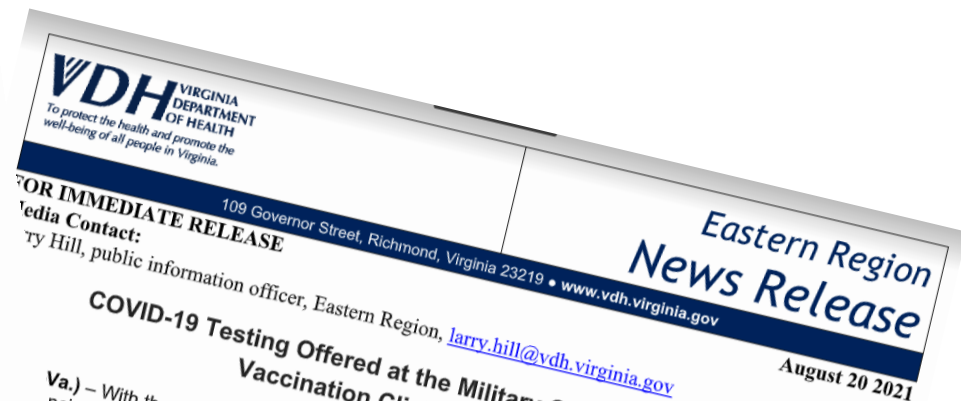 VDH VIRGINIA
DEPARTMENT
OF HEALTH
To protect the health and promote the
well-being of all people in Virginia.
Eastern Region
News Release
109 Governor Street, Richmond, Virginia 23219 • www.vdh.virginia.gov
FOR IMMEDIATE RELEASE
August 20 2021
Media Contact:
rry Hill, public information officer, Eastern Region, larry.hill@vdh.virginia.gov
COVID-19 Testing Offered at the Military
Vaccination
Va.) – With